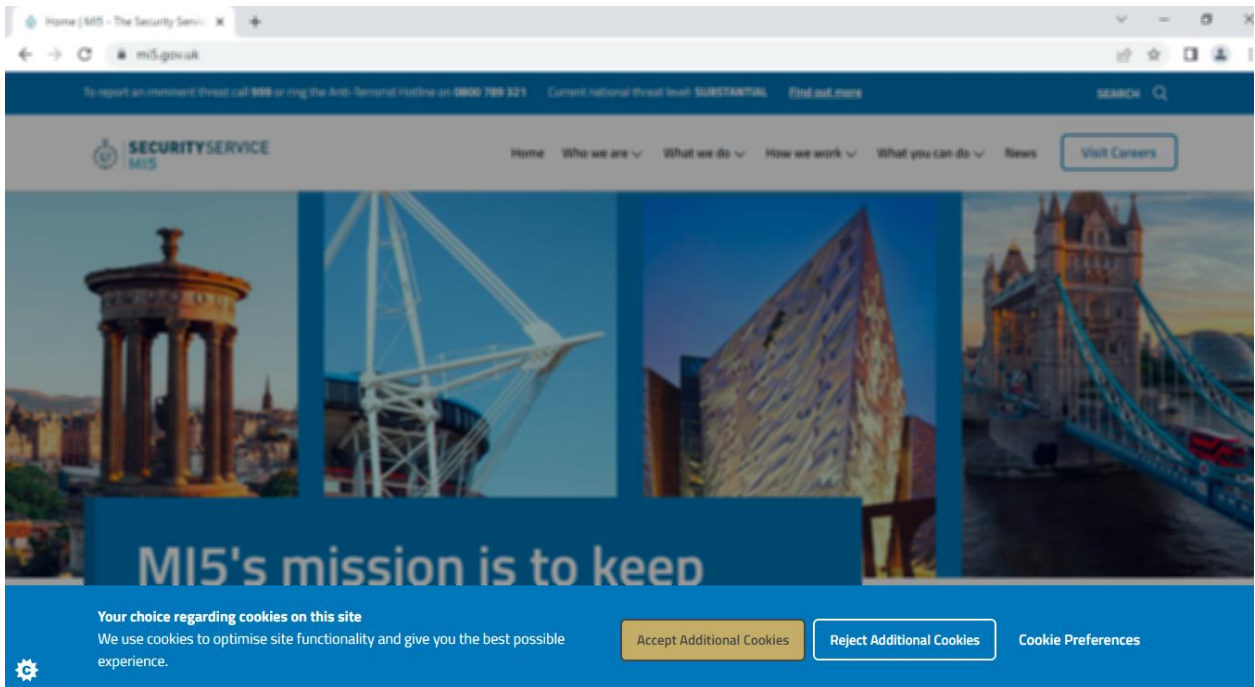 Home | MI5 - The Security Servic
mi5.gov.uk
To report an imminent threat call 999 or ring the Anti-Terrorist Hotline on 0800 789 321 Current national threat level: SUBSTANTIAL Find out more SEARCH
SECURITYSERVICE
MI5
Home Who we are What we do How we work What you can do News Visit Careers
MI5's mission is to keep
Your choice regarding cookies on this site
We use cookies to optimise site functionality and give you the best possible
experience.
Accept Additional Cookies Reject Additional Cookies Cookie Preferences
C